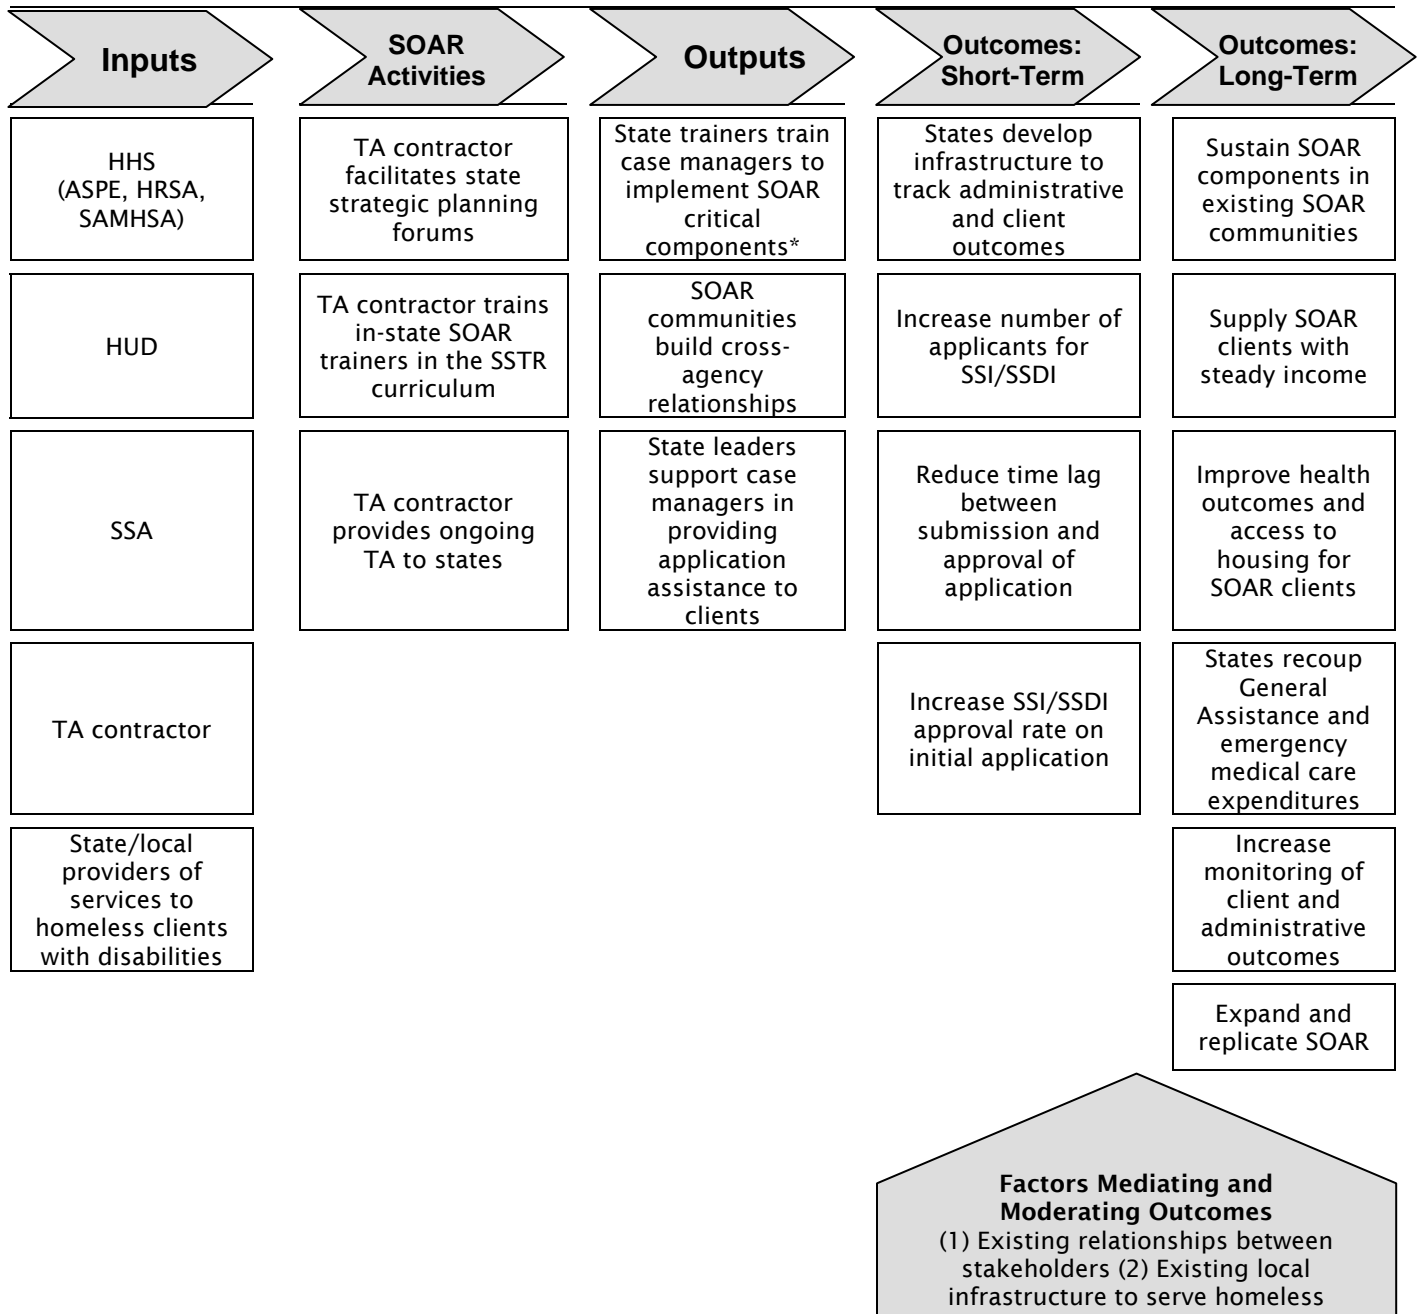 Inputs
SOAR
Activities
Outputs
Outcomes:
Short-Term
Outcomes:
Long-Term
HHS
(ASPE, HRSA,
SAMHSA)
HUD
SSA
TA contractor
State/local
providers of
services to
homeless clients
with disabilities
TA contractor
facilitates state
strategic planning
forums
TA contractor trains
in-state SOAR
trainers in the SSTR
curriculum
TA contractor
provides ongoing
TA to states
State trainers train
case managers to
implement SOAR
critical
components*
SOAR
communities
build cross-
agency
relationships
State leaders
support case
managers in
providing
application
assistance to
clients
States develop
infrastructure to
track administrative
and client
outcomes
Increase number of
applicants for
SSI/SSDI
Reduce time lag
between
submission and
approval of
application
Increase SSI/SSDI
approval rate on
initial application
Sustain SOAR
components in
existing SOAR
communities
Supply SOAR
clients with
steady income
Improve health
outcomes and
access to
housing for
SOAR clients
States recoup
General
Assistance and
emergency
medical care
expenditures
Increase
monitoring of
client and
administrative
outcomes
Expand and
replicate SOAR
Factors Mediating and
Moderating Outcomes
(1) Existing relationships between
stakeholders (2) Existing local
infrastructure to serve homeless